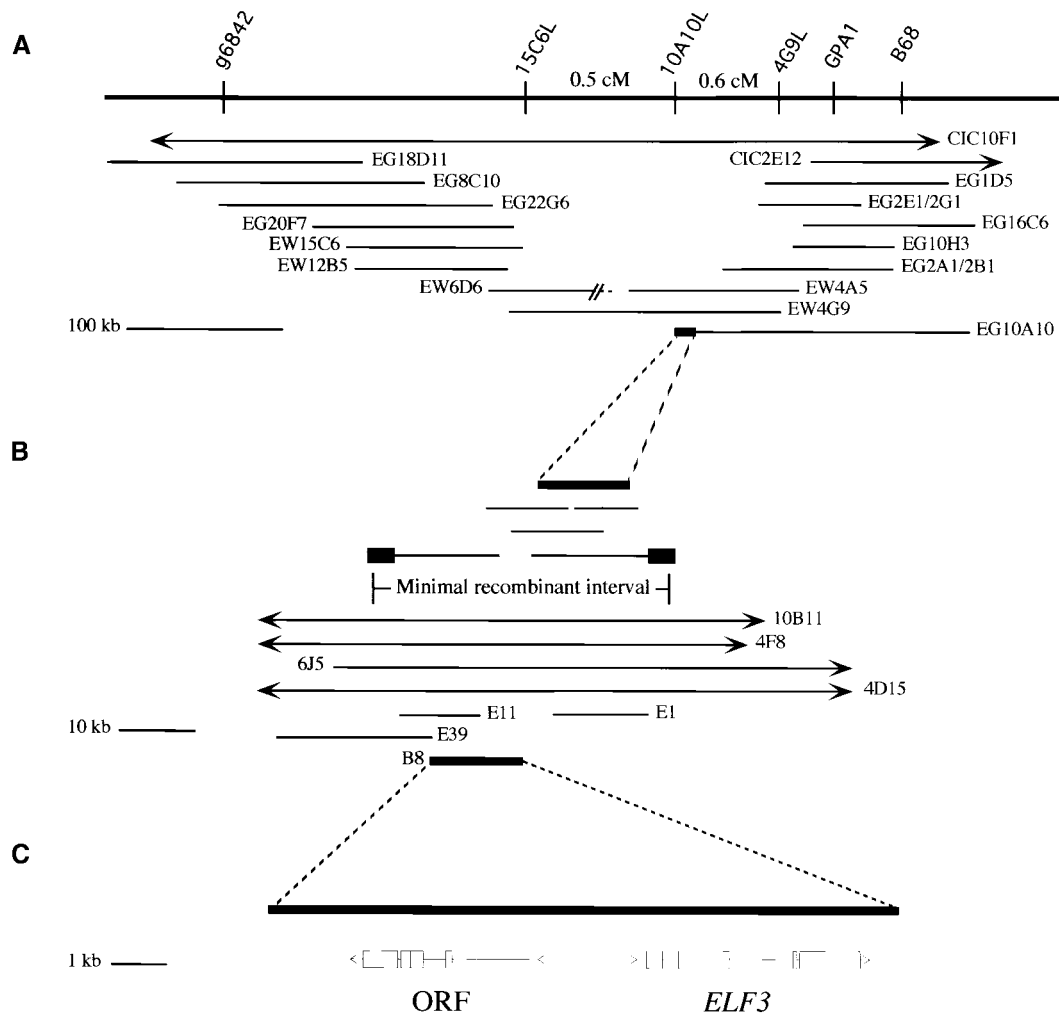 A
g6842
15C6L
10A10L
4G9L
GPA1
B68
0.5 cM
0.6 cM
CIC10F1
EG18D11
CIC2E12
EG8C10
EG1D5
EG22G6
EG2E1/2G1
EG20F7
EG16C6
EW15C6
EG10H3
EW12B5
EG2A1/2B1
EW6D6
EW4A5
EW4G9
100 kb
EG10A10
B
Minimal recombinant interval
10B11
4F8
6J5
4D15
E11
E1
10 kb
E39
B8
C
1 kb
ORF
ELF3